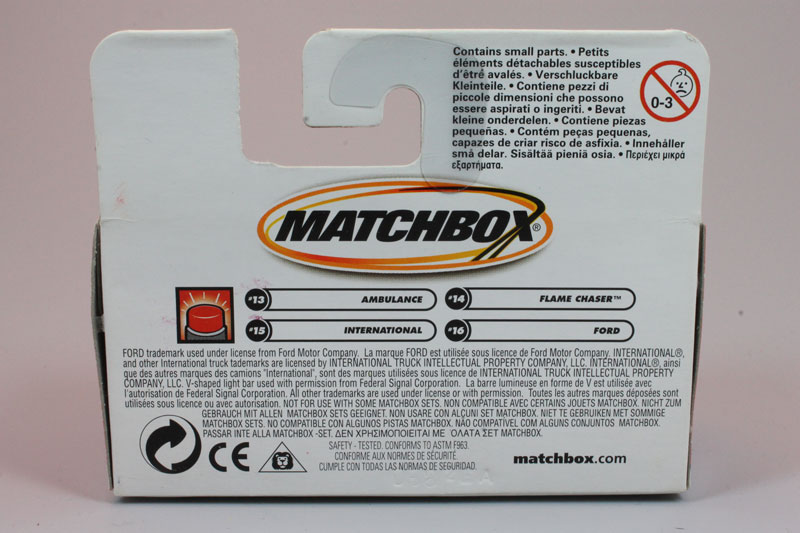 Contains small parts. • Petits
éléments détachables susceptibles
d'être avalés. • Verschluckbare
Kleinteile. • Contiene pezzi di
piccole dimensioni che possono
essere aspirati o ingeriti. • Bevat
kleine onderdelen. • Contiene piezas
pequeñas. • Contém peças pequenas,
capazes de criar risco de asfixia. • Innehåller
små delar. Sisältää pieniä osia. • Περιέχει μικρά
εξαρτήματα.
0-3
MATCHBOX®
#13 AMBULANCE
#14 FLAME CHASER™
#15 INTERNATIONAL
#16 FORD
FORD trademark used under license from Ford Motor Company. La marque FORD est utilisée sous licence de Ford Motor Company. INTERNATIONAL®,
and other International truck tademarks are licensed by INTERNATIONAL TRUCK INTELLECTUAL PROPERTY COMPANY, LLC. INTERNATIONAL®, ainsi
que des autres marques des camions "International", sont des marques utilisées sous licence de INTERNATIONAL TRUCK INTELLECTUAL PROPERTY
COMPANY, LLC. V-shaped light bar used with permission from Federal Signal Corporation. La barre lumineuse en forme de V est utilisée avec
l'autorisation de Federal Signal Corporation. All other trademarks are used under license or with permission. Toutes les autres marques déposées sont
utilisées sous licence ou avec autorisation. NOT FOR USE WITH SOME MATCHBOX SETS. NON COMPATIBLE AVEC CERTAINS JOUETS MATCHBOX. NICHT ZUM
GEBRAUCH MIT ALLEN MATCHBOX SETS GEEIGNET. NON USARE CON ALCUNI SET MATCHBOX. NIET TE GEBRUIKEN MET SOMMIGE
MATCHBOX SETS. NO COMPATIBLE CON ALGUNOS PISTAS MATCHBOX. NÃO COMPATÍVEL COM ALGUNS CONJUNTOS MATCHBOX.
PASSAR INTE ALLA MATCHBOX -SET. ΔΕΝ ΧΡΗΣΙΜΟΠΟΙΕΙΤΑΙ ΜΕ ΟΛΑΤΑ ΣΕΤ MATCHBOX.
SAFETY - TESTED. CONFORMS TO ASTM F963.
CONFORME AUX NORMES DE SÉCURITÉ.
CUMPLE CON TODAS LAS NORMAS DE SEGURIDAD.
CE
matchbox.com